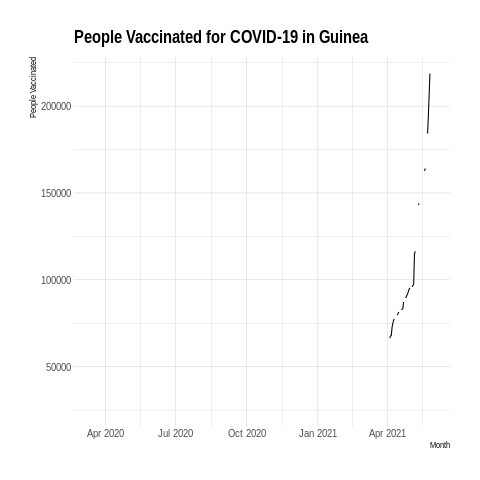 People Vaccinated for COVID-19 in Guinea
People Vaccinated
200000
150000
100000
50000
Apr 2020 Jul 2020 Oct 2020 Jan 2021 Apr 2021
Month